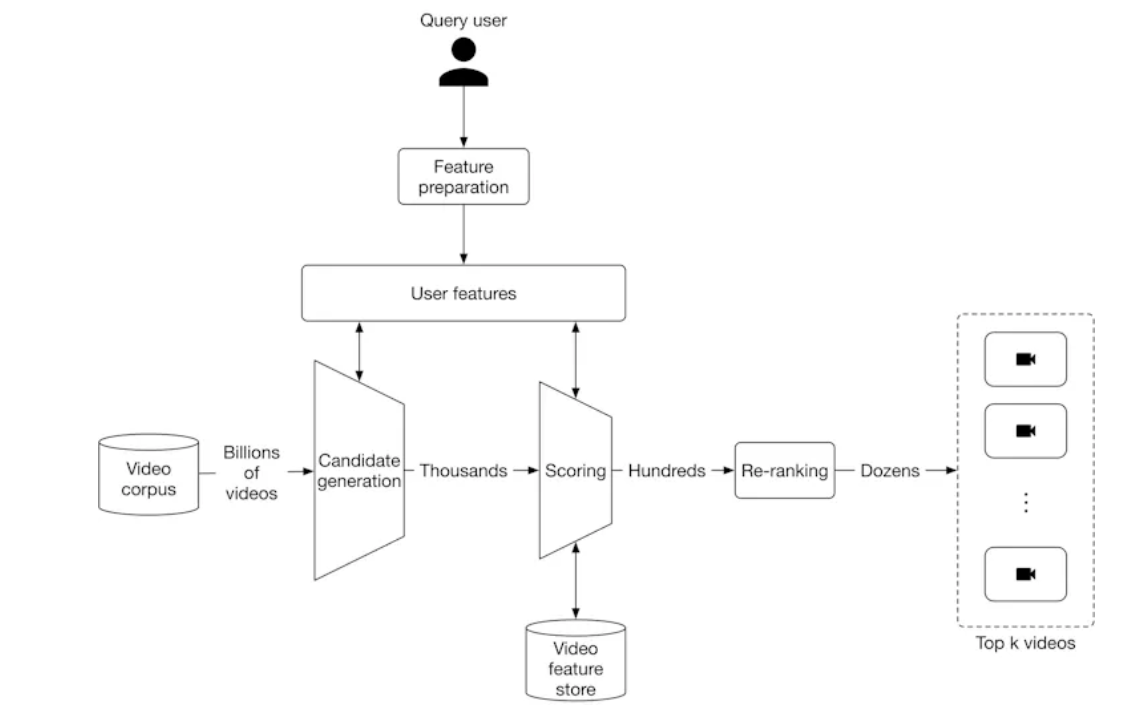 Query user
Feature
preparation
User features
Video
corpus
Billions
of
videos
Candidate
generation
Thousands
Scoring
Hundreds
Re-ranking
Dozens
Top k videos
Video
feature
store